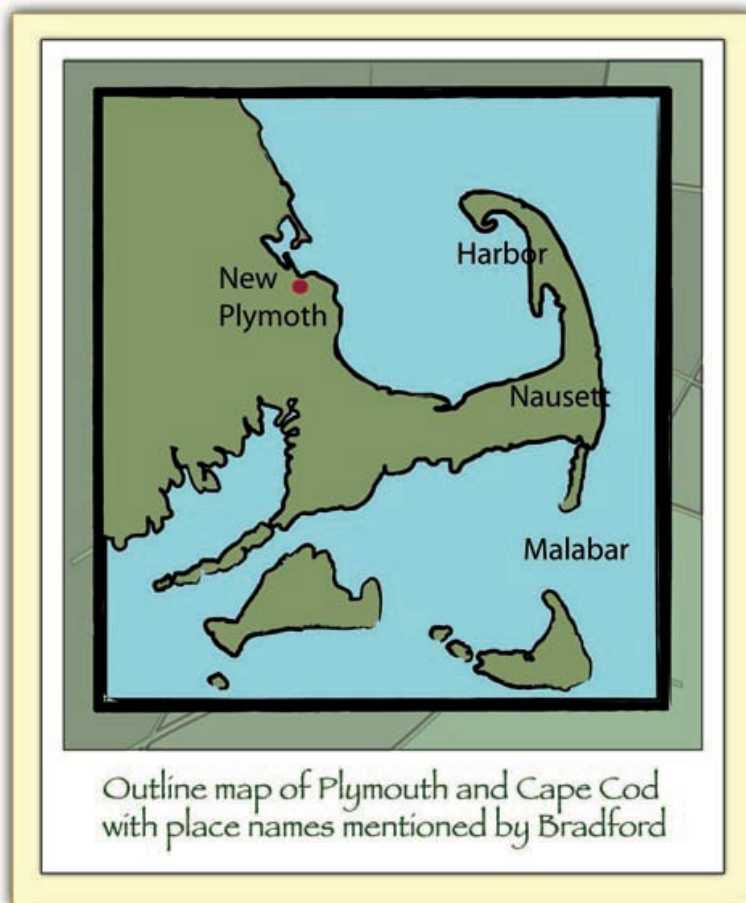 Harbor
New
Plymoth
Nausett
Malabar
Outline map of Plymouth and Cape Cod
with place names mentioned by Bradford